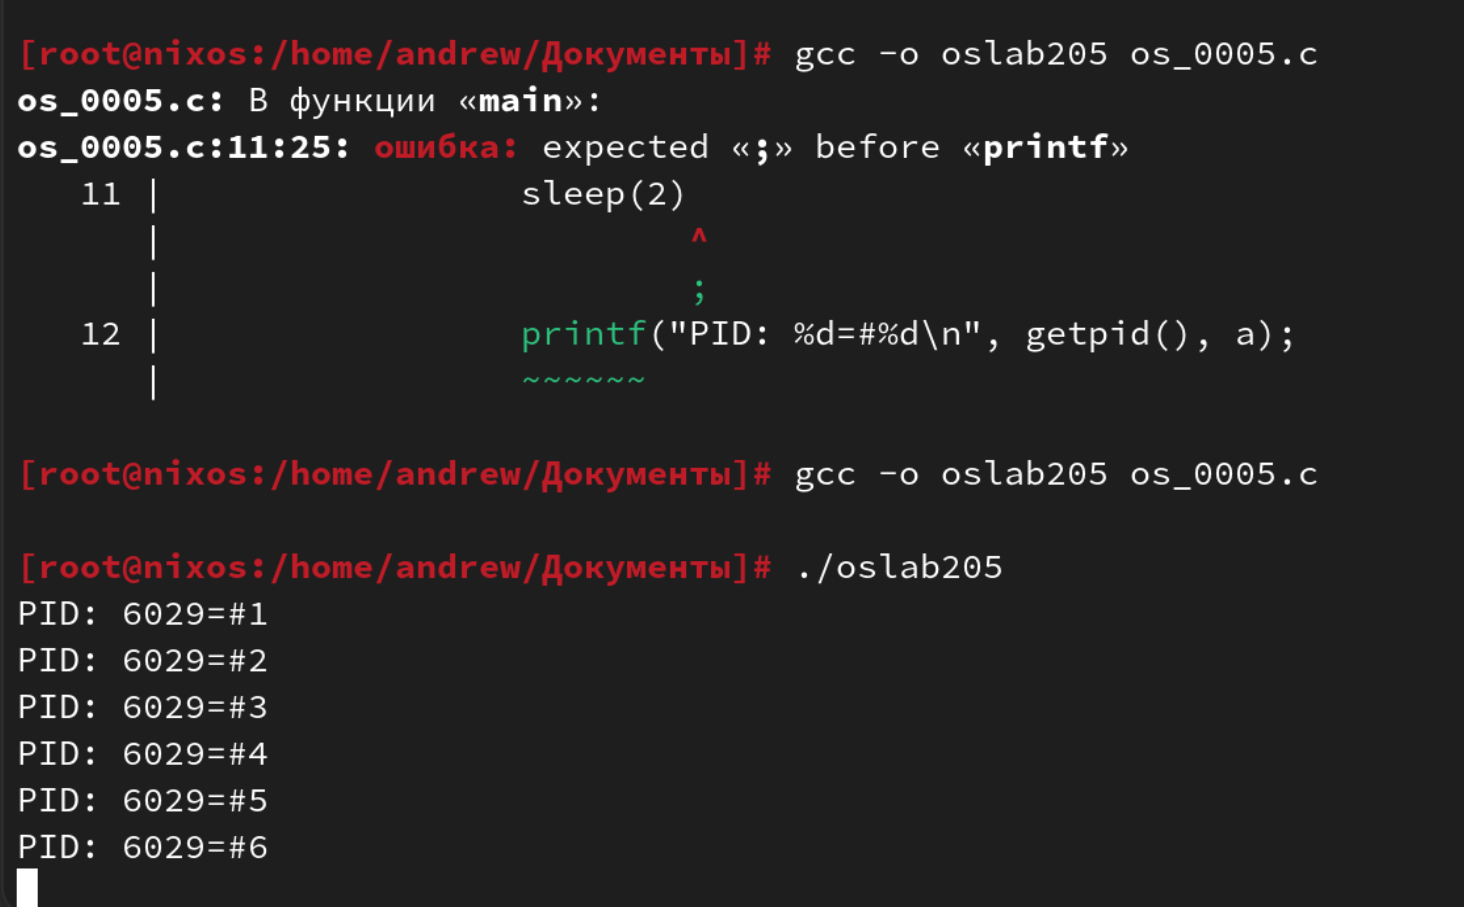 [root@nixos:/home/andrew/Документы]# gcc -o oslab205 os_0005.c
os_0005.c: В функции «main»:
os_0005.c:11:25: ошибка: expected «;» before «printf»
   11 |                 sleep(2)
      |                         ^
      |                         ;
   12 |                 printf("PID: %d=#%d\n", getpid(), a);
      |                 ~~~~~~
[root@nixos:/home/andrew/Документы]# gcc -o oslab205 os_0005.c
[root@nixos:/home/andrew/Документы]# ./oslab205
PID: 6029=#1
PID: 6029=#2
PID: 6029=#3
PID: 6029=#4
PID: 6029=#5
PID: 6029=#6